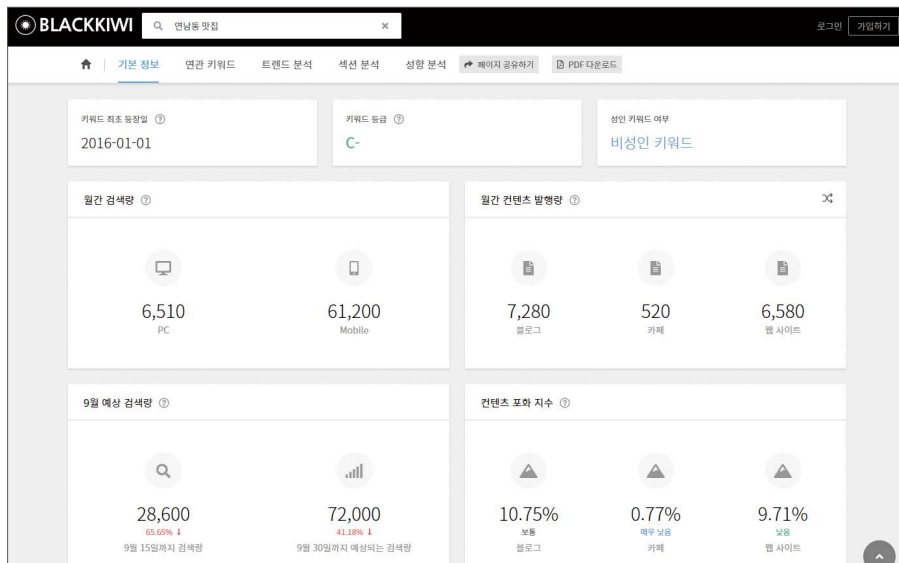 BLACKKIWI 연남동 맛집 × 로그인 가입하기
기본 정보 연관 키워드 트렌드 분석 섹션 분석 성향 분석 페이지 공유하기 PDF 다운로드
키워드 최초 등장일 ?
2016-01-01
키워드 등급 ?
C-
성인 키워드 여부
비성인 키워드
월간 검색량 ?
6,510
PC
61,200
Mobile
월간 컨텐츠 발행량 ?
7,280
블로그
520
카페
6,580
웹 사이트
9월 예상 검색량 ?
28,600
65.65% ↓
9월 15일까지 검색량
72,000
41.18% ↓
9월 30일까지 예상되는 검색량
컨텐츠 포화 지수 ?
10.75%
보통
블로그
0.77%
매우 낮음
카페
9.71%
낮음
웹 사이트